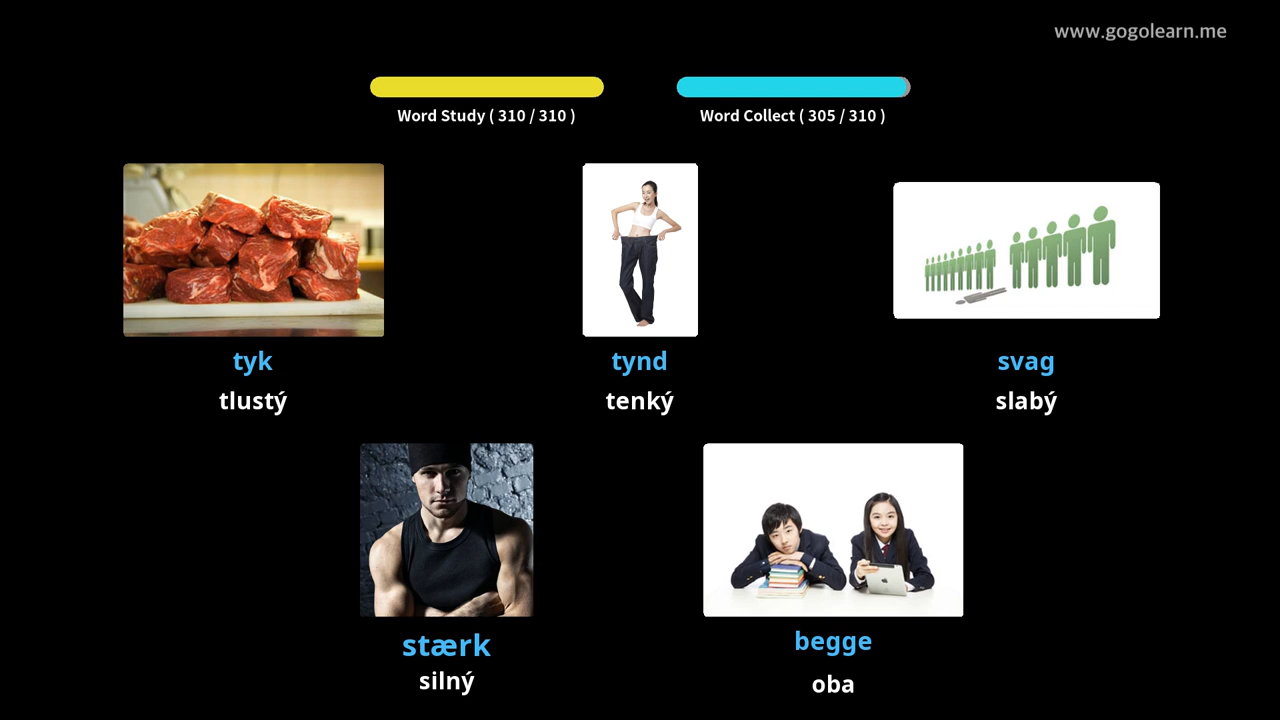 www.gogolearn.me
Word Study ( 310 / 310 )
Word Collect ( 305 / 310 )
tyk
tynd
svag
tlustý
tenký
slabý
stærk
begge
silný
oba